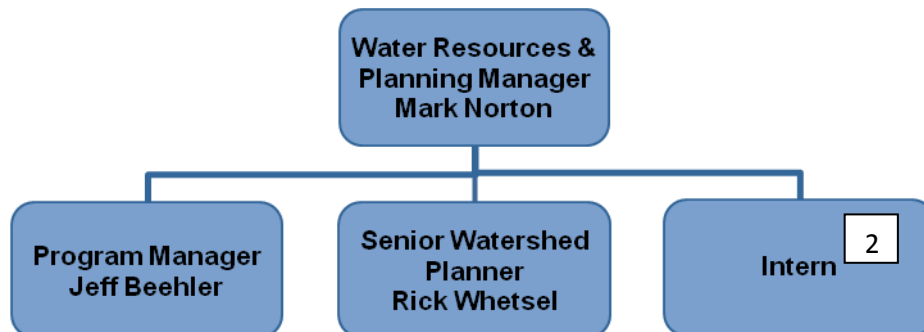 Water Resources &
Planning Manager
Mark Norton
Program Manager
Jeff Beehler
Senior Watershed
Planner
Rick Whetsel
Intern
2